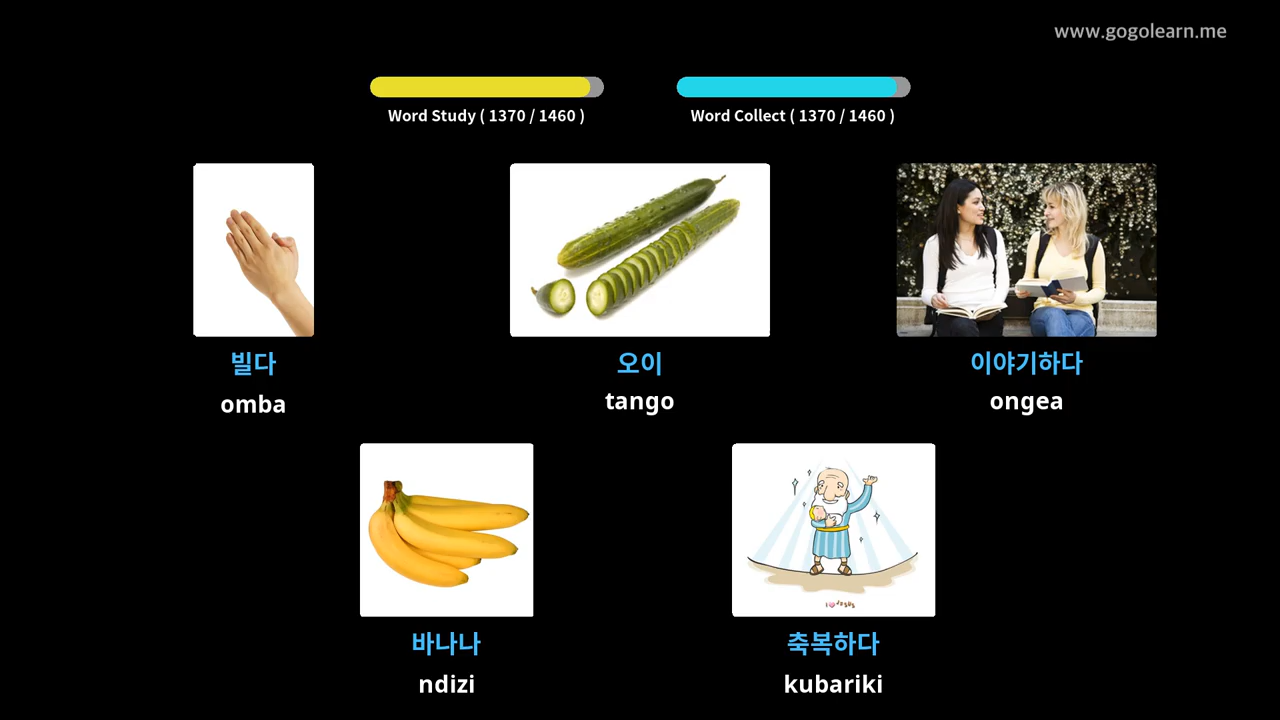 www.gogolearn.me
Word Study ( 1370 / 1460 )
Word Collect ( 1370 / 1460 )
빌다
omba
오이
tango
이야기하다
ongea
바나나
ndizi
I JESUS
축복하다
kubariki